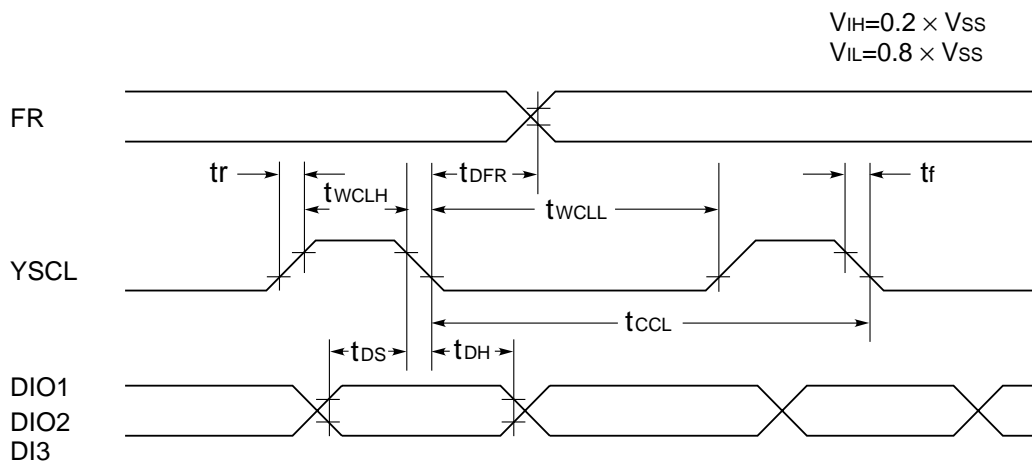 VIH=0.2 × VSS
VIL=0.8 × VSS
FR
tr
tWCLH
tDFR
tWCLL
tf
YSCL
tCCL
tDS
tDH
DIO1
DIO2
DI3